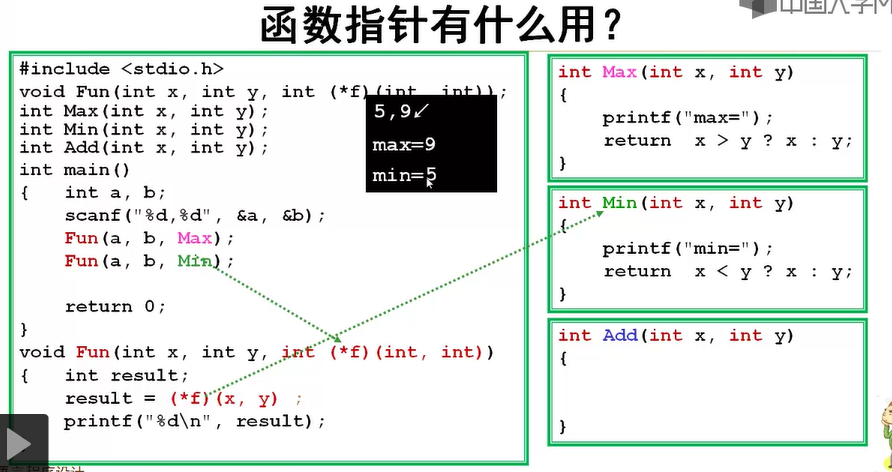 函数指针有什么用?
中国大学M
#include <stdio.h>
void Fun(int x, int y, int (*f)(int, int));
int Max(int x, int y);
int Min(int x, int y);
int Add(int x, int y);
int main()
{ int a, b;
scanf("%d,%d", &a, &b);
Fun(a, b, Max);
Fun(a, b, Min);
return 0;
}
void Fun(int x, int y, int (*f)(int, int))
{ int result;
result = (*f)(x, y) ;
printf("%d\n", result);
5,9↙
max=9
min=5
int Max(int x, int y)
{
printf("max=");
return x > y ? x : y;
}
int Min(int x, int y)
{
printf("min=");
return x < y ? x : y;
}
int Add(int x, int y)
{
}